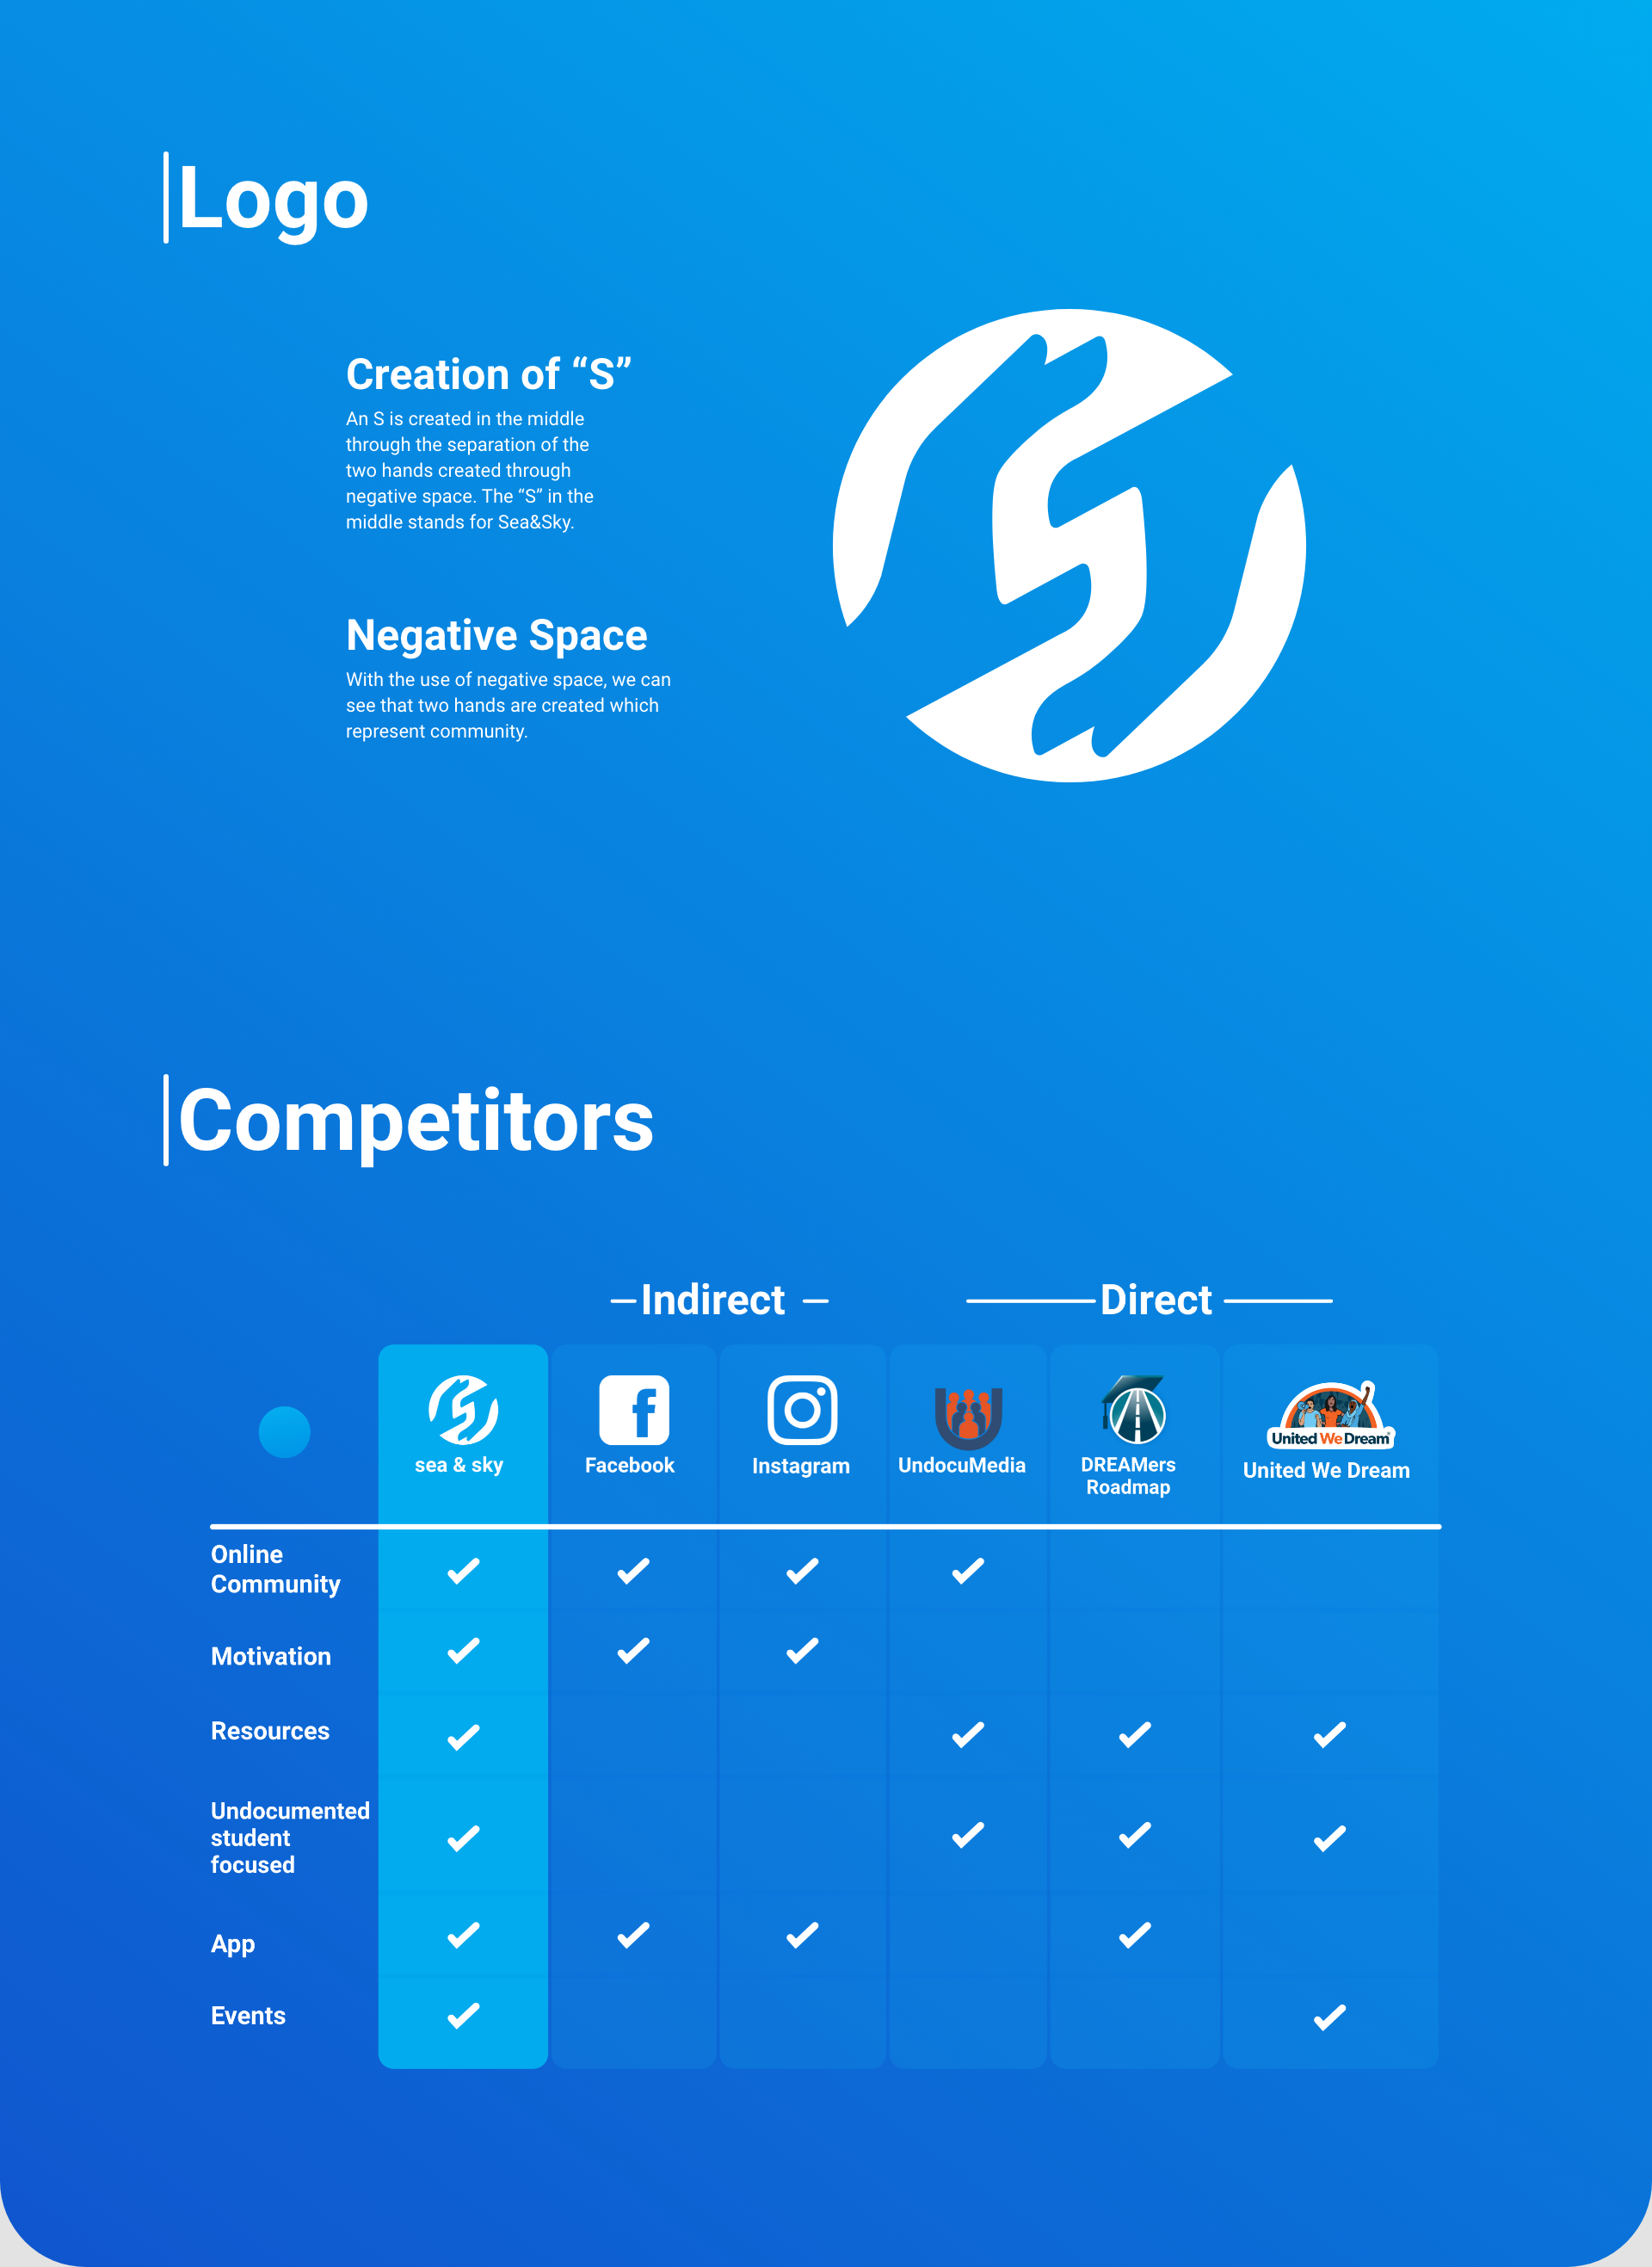 Logo
Creation of “S”
An S is created in the middle
through the separation of the
two hands created through
negative space. The “S” in the
middle stands for Sea&Sky.
Negative Space
With the use of negative space, we can
see that two hands are created which
represent community.
Competitors
Indirect
Direct
sea & sky
Facebook
Instagram
UndocuMedia
DREAMers
Roadmap
United We Dream
United We Dream
Online
Community
Motivation
Resources
Undocumented
student
focused
App
Events